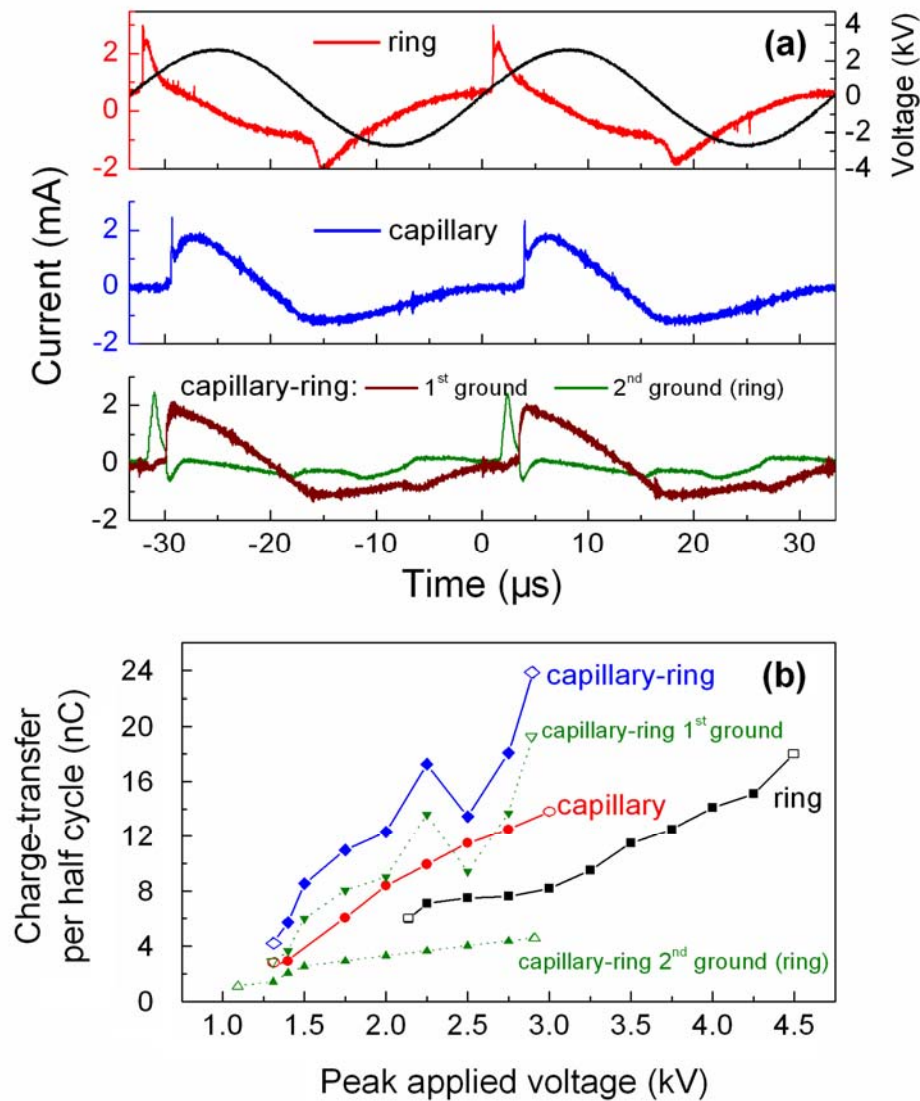 ring
(a)
2
0
-2
4
2
0
-2
-4
Voltage (kV)
capillary
2
0
-2
Current (mA)
capillary-ring: 1st ground 2nd ground (ring)
2
0
-2
-30 -20 -10 0 10 20 30
Time (µs)
24
20
16
12
8
4
0
Charge-transfer
per half cycle (nC)
(b)
capillary-ring
capillary-ring 1st ground
capillary
ring
capillary-ring 2nd ground (ring)
1.0 1.5 2.0 2.5 3.0 3.5 4.0 4.5
Peak applied voltage (kV)